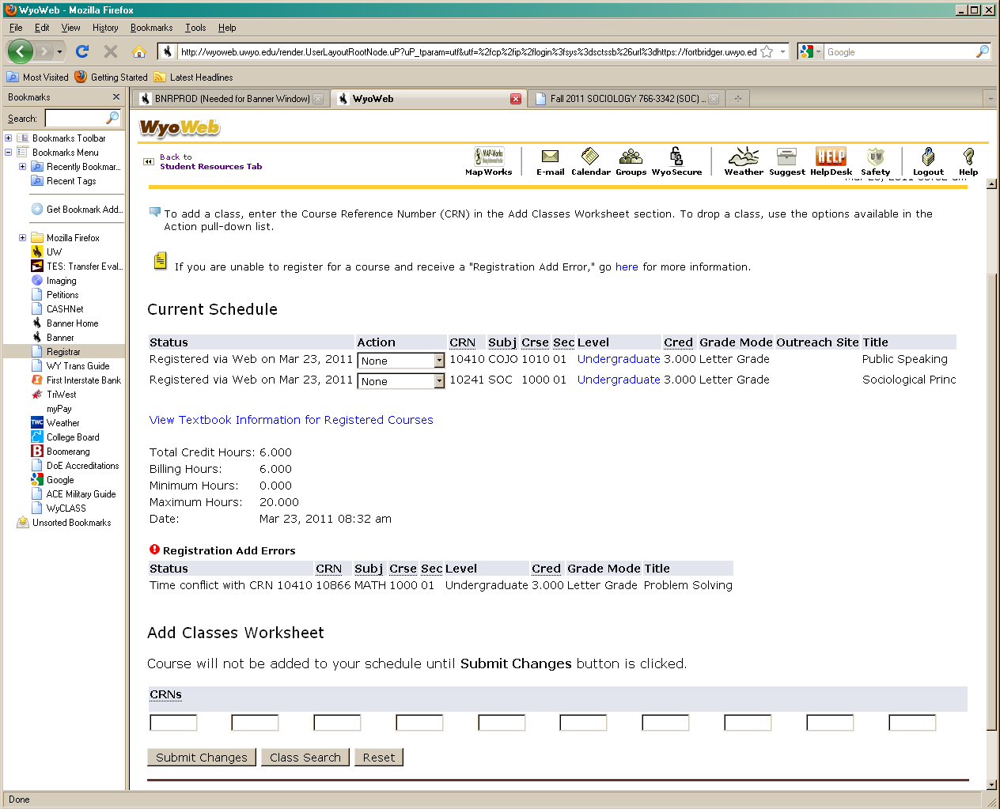 WyoWeb - Mozilla Firefox
File Edit View History Bookmarks Tools Help
http://wyoweb.uwyo.edu/render.UserLayoutRootNode.uP?uP_tparam=utf&utf=%2fcp%2fip%2flogin%3fsys%3dsctssb%26url%3dhttps://fortbridger.uwyo.ed
Google
Most Visited Getting Started Latest Headlines
Bookmarks
BNRPROD (Needed for Banner Window) WyoWeb Fall 2011 SOCIOLOGY 766-3342 (SOC) ...
Search:
Bookmarks Toolbar
Bookmarks Menu
Recently Bookmar...
Recent Tags
Get Bookmark Add...
Mozilla Firefox
UW
TES: Transfer Eval...
Imaging
Petitions
CASHNet
Banner Home
Banner
Registrar
WY Trans Guide
First Interstate Bank
TriWest
myPay
TWC Weather
College Board
B Boomerang
DoE Accreditations
Google
ACE Military Guide
WyCLASS
Unsorted Bookmarks
WyoWeb
Back to
Student Resources Tab
MAP-Works
HELP
UW
MapWorks E-mail Calendar Groups WyoSecure Weather Suggest HelpDesk Safety Logout Help
To add a class, enter the Course Reference Number (CRN) in the Add Classes Worksheet section. To drop a class, use the options available in the
Action pull-down list.
If you are unable to register for a course and receive a "Registration Add Error," go here for more information.
Current Schedule
Status Action CRN Subj Crse Sec Level Cred Grade Mode Outreach Site Title
Registered via Web on Mar 23, 2011 None 10410 COJO 1010 01 Undergraduate 3.000 Letter Grade Public Speaking
Registered via Web on Mar 23, 2011 None 10241 SOC 1000 01 Undergraduate 3.000 Letter Grade Sociological Princ
View Textbook Information for Registered Courses
Total Credit Hours: 6.000
Billing Hours: 6.000
Minimum Hours: 0.000
Maximum Hours: 20.000
Date: Mar 23, 2011 08:32 am
Registration Add Errors
Status CRN Subj Crse Sec Level Cred Grade Mode Title
Time conflict with CRN 10410 10866 MATH 1000 01 Undergraduate 3.000 Letter Grade Problem Solving
Add Classes Worksheet
Course will not be added to your schedule until Submit Changes button is clicked.
CRNs
Submit Changes Class Search Reset
Done